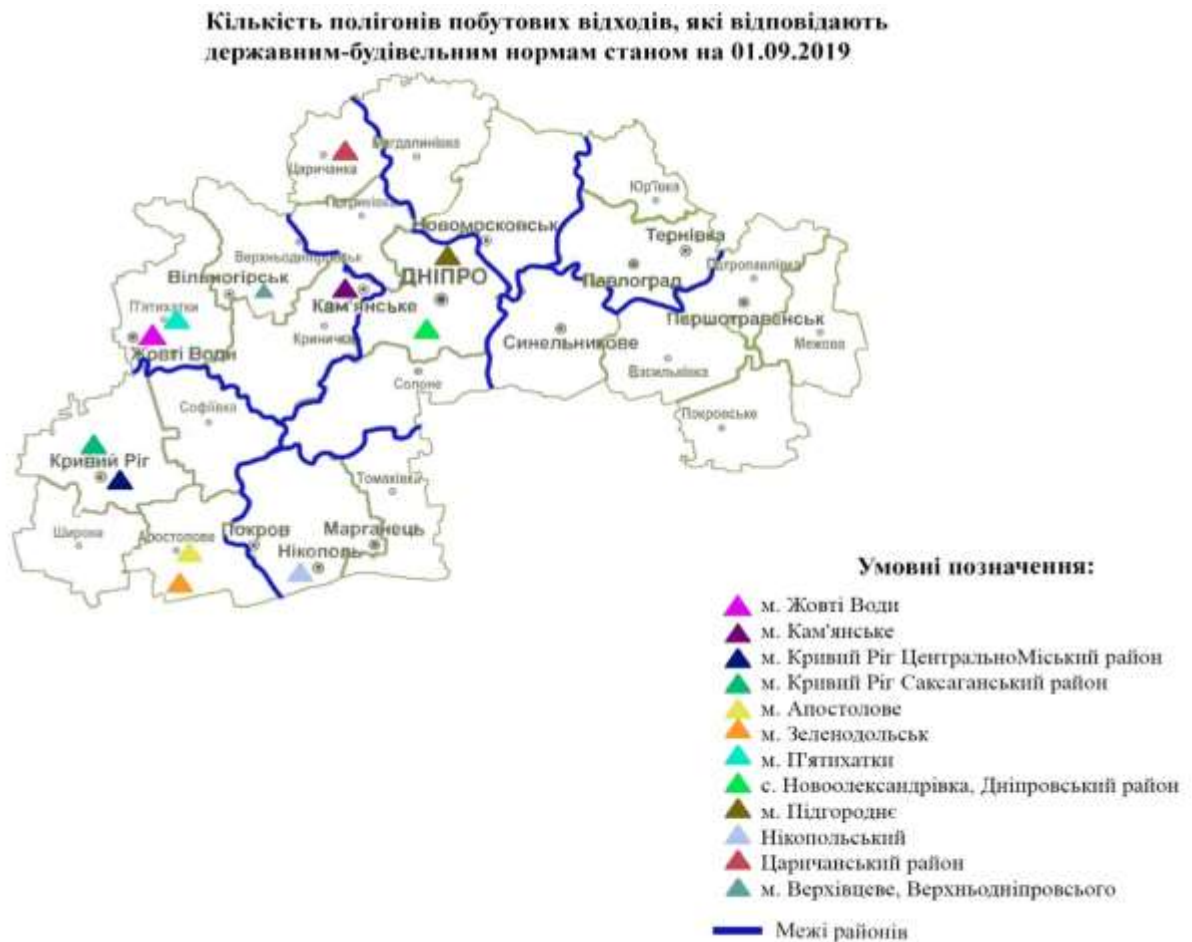 Кількість полігонів побутових відходів, які відповідають
державним-будівельним нормам станом на 01.09.2019
Магдалинівка
Царичанка
Юр'ївка
Петриківка
Новомосковськ
Тернівка
Верхньодніпровськ
Вільногірськ
ДНІПРО
Павлоград
Петропавлівка
П'ятихатки
Кам'янське
Першотравенськ
Жовті Води
Кринички
Синельникове
Межова
Васильківка
Солоне
Софіївка
Покровське
Кривий Ріг
Томаківка
Широке
Апостолове
Покров
Марганець
Нікополь
Умовні позначення:
м. Жовті Води
м. Кам'янське
м. Кривий Ріг ЦентральноМіський район
м. Кривий Ріг Саксаганський район
м. Апостолове
м. Зеленодольськ
м. П'ятихатки
с. Новоолександрівка, Дніпровський район
м. Підгороднє
Нікопольський
Царичанський район
м. Верхівцеве, Верхньодніпровсього
Межі районів